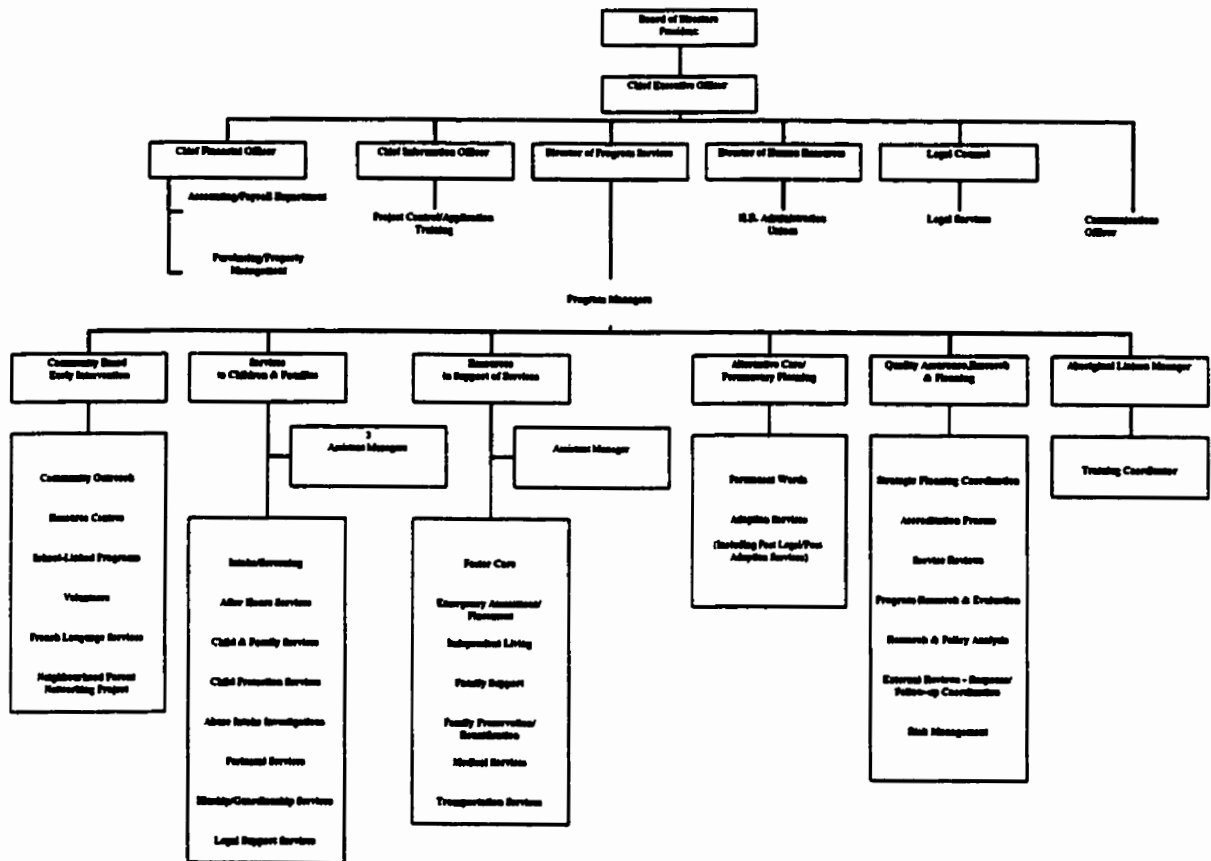 Board of Directors
President
Chief Executive Officer
Chief Financial Officer
Chief Information Officer
Director of Program Services
Director of Human Resources
Legal Counsel
Accounting/Payroll Department
Project Control/Application
Training
H.R. Administration
Unions
Legal Services
Communications
Officer
Purchasing/Property
Management
Program Managers
Community Based
Early Intervention
Services
to Children & Families
Resources
in Support of Services
Alternative Care/
Permanency Planning
Quality Assurance, Research
& Planning
Aboriginal Liaison Manager
3
Assistant Managers
Assistant Manager
Training Coordinator
Community Outreach
Resource Centres
School-Linked Programs
Volunteers
French Language Services
Neighbourhood Parent
Networking Project
Intake/Screening
After Hours Services
Child & Family Services
Child Protection Services
Abuse Intake Investigations
Perinatal Services
Kinship/Guardianship Services
Legal Support Services
Foster Care
Emergency Assessment/
Placement
Independent Living
Family Support
Family Preservation/
Reunification
Medical Services
Transportation Services
Permanent Wards
Adoption Services
(Including Post Legal/Post
Adoption Services)
Strategic Planning Coordination
Accreditation Process
Service Reviews
Program Research & Evaluation
Research & Policy Analysis
External Reviews - Response/
Follow-up Coordination
Risk Management